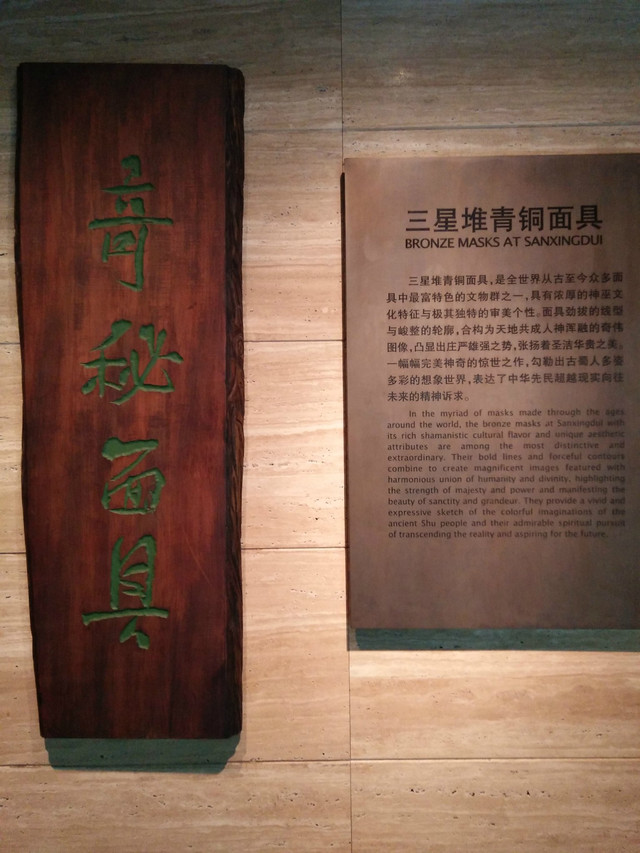 奇秘面具
三星堆青铜面具
BRONZE MASKS AT SANXINGDUI
三星堆青铜面具，是全世界从古至今众多面
具中最富特色的文物群之一，具有浓厚的神巫文
化特征与极其独特的审美个性。面具劲拔的线型
与峻整的轮廓，合构为天地共成人神浑融的奇伟
图像，凸显出庄严雄强之势，张扬着圣洁华贵之美。
一幅幅完美神奇的惊世之作，勾勒出古蜀人多姿
多彩的想象世界，表达了中华先民超越现实向往
未来的精神诉求。
In the myriad of masks made through the ages
around the world, the bronze masks at Sanxingdui with
its rich shamanistic cultural flavor and unique aesthetic
attributes are among the most distinctive and
extraordinary. Their bold lines and forceful contours
combine to create magnificent images featured with
harmonious union of humanity and divinity, highlighting
the strength of majesty and power and manifesting the
beauty of sanctity and grandeur. They provide a vivid and
expressive sketch of the colorful imaginations of the
ancient Shu people and their admirable spiritual pursuit
of transcending the reality and aspiring for the future.